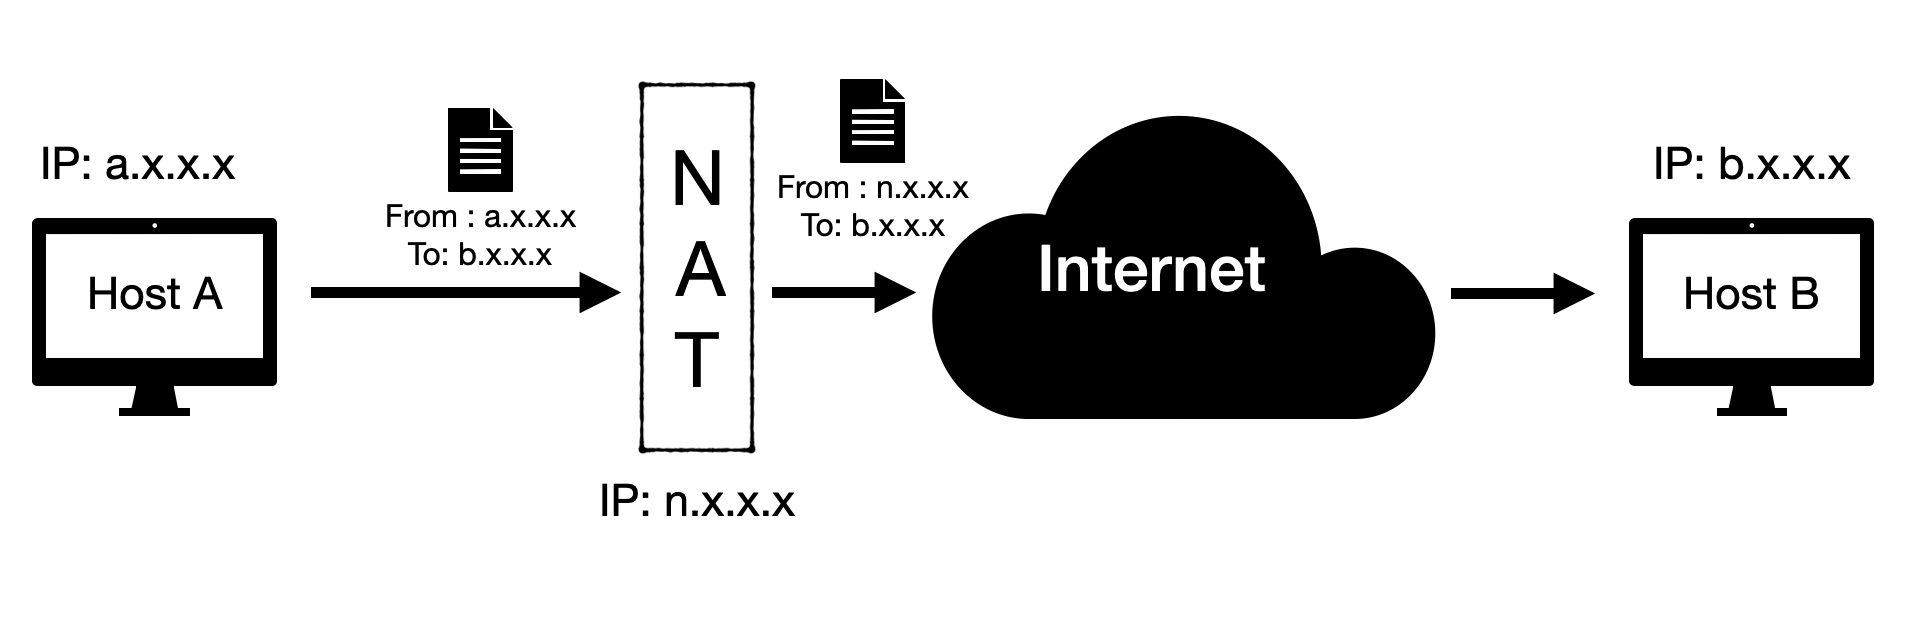 IP: a.x.x.x
Host A
From : a.x.x.x
To: b.x.x.x
N
A
T
IP: n.x.x.x
From : n.x.x.x
To: b.x.x.x
Internet
IP: b.x.x.x
Host B